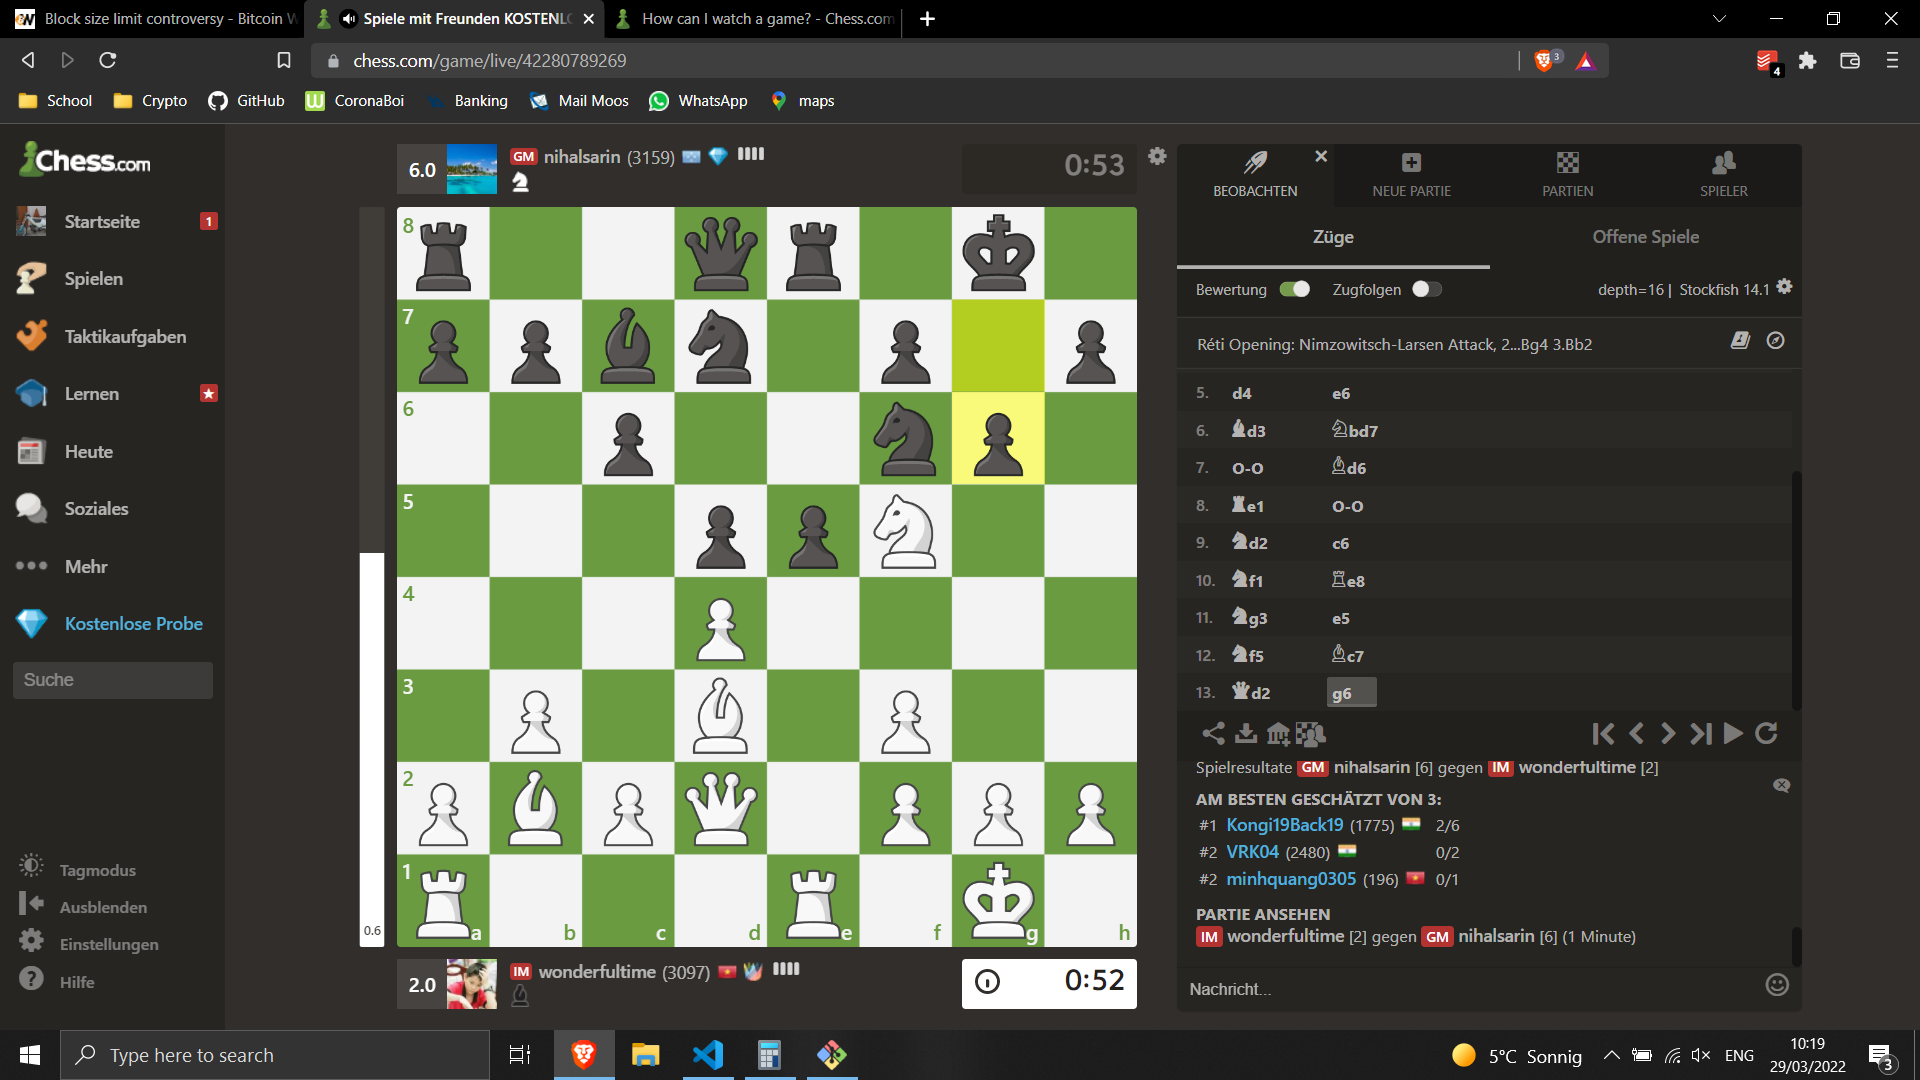 Block size limit controversy - Bitcoin W
Spiele mit Freunden KOSTENLO
How can I watch a game? - Chess.com
chess.com/game/live/42280789269
3
4
School
Crypto
GitHub
CoronaBoi
Banking
Mail Moos
WhatsApp
maps
Chess.com
Startseite
1
Spielen
Taktikaufgaben
Lernen
Heute
Soziales
Mehr
Kostenlose Probe
Suche
Tagmodus
Ausblenden
Einstellungen
Hilfe
6.0
GM nihalsarin (3159)
0:53
8
7
6
5
4
3
2
1
a
b
c
d
e
f
g
h
0.6
2.0
IM wonderfultime (3097)
0:52
BEOBACHTEN
NEUE PARTIE
PARTIEN
SPIELER
Züge
Offene Spiele
Bewertung
Zugfolgen
depth=16 | Stockfish 14.1
Réti Opening: Nimzowitsch-Larsen Attack, 2...Bg4 3.Bb2
5. d4 e6
6. d3 bd7
7. O-O d6
8. e1 O-O
9. d2 c6
10. f1 e8
11. g3 e5
12. f5 c7
13. d2 g6
Spielresultate GM nihalsarin [6] gegen IM wonderfultime [2]
AM BESTEN GESCHÄTZT VON 3:
#1 Kongi19Back19 (1775) 2/6
#2 VRK04 (2480) 0/2
#2 minhquang0305 (196) 0/1
PARTIE ANSEHEN
IM wonderfultime [2] gegen GM nihalsarin [6] (1 Minute)
Nachricht...
Type here to search
5°C Sonnig
ENG
10:19
29/03/2022
3